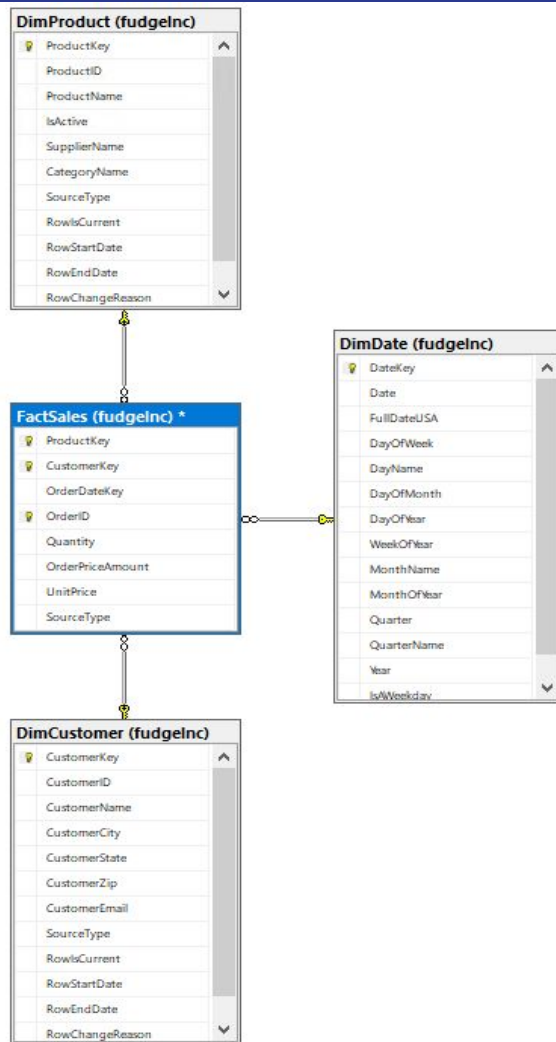 DimProduct (fudgeInc)
ProductKey
ProductID
ProductName
IsActive
SupplierName
CategoryName
SourceType
RowIsCurrent
RowStartDate
RowEndDate
RowChangeReason
DimDate (fudgeInc)
DateKey
Date
FullDateUSA
DayOfWeek
DayName
DayOfMonth
DayOfYear
WeekOfYear
MonthName
MonthOfYear
Quarter
QuarterName
Year
IsAWeekday
FactSales (fudgeInc) *
ProductKey
CustomerKey
OrderDateKey
OrderID
Quantity
OrderPriceAmount
UnitPrice
SourceType
DimCustomer (fudgeInc)
CustomerKey
CustomerID
CustomerName
CustomerCity
CustomerState
CustomerZip
CustomerEmail
SourceType
RowIsCurrent
RowStartDate
RowEndDate
RowChangeReason